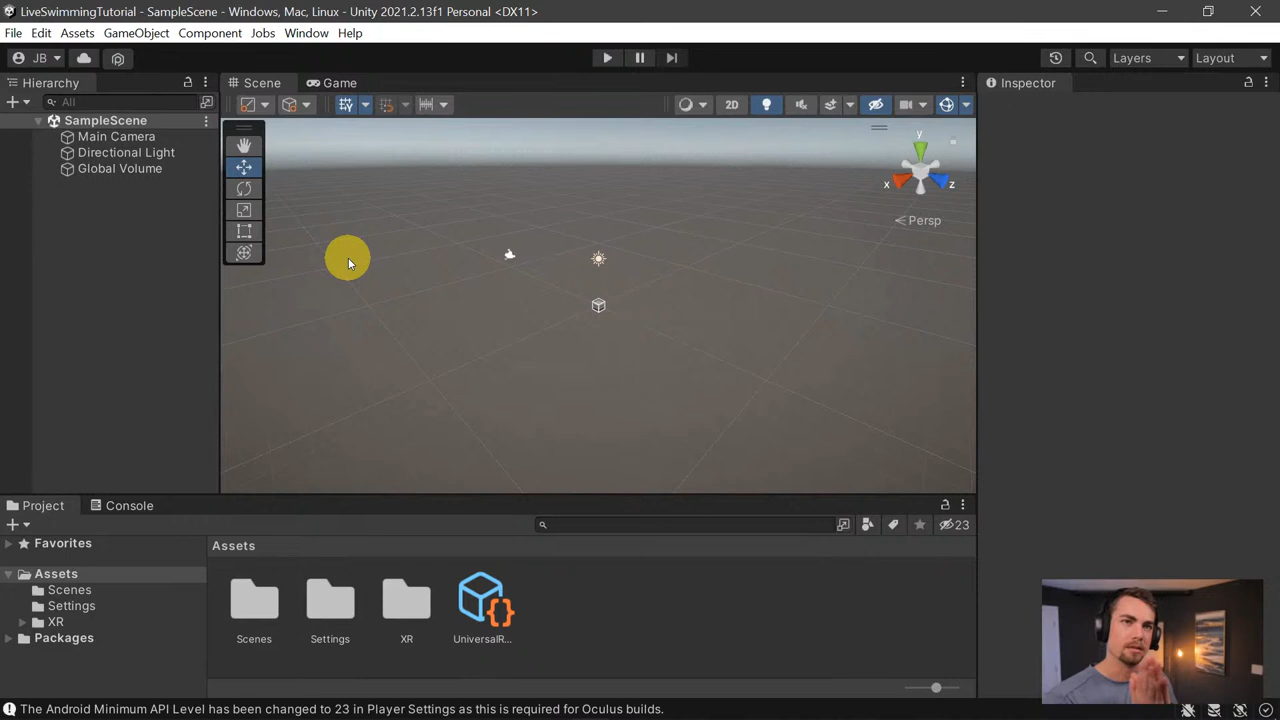 LiveSwimmingTutorial - SampleScene - Windows, Mac, Linux - Unity 2021.2.13f1 Personal <DX11>
File Edit Assets GameObject Component Jobs Window Help
JB Layers Layout
Hierarchy Scene Game Inspector
All 2D
SampleScene
Main Camera
Directional Light
Global Volume
y
x z
Persp
Project Console
23
Favorites Assets
Assets
Scenes
Settings
XR
Packages
Scenes Settings XR UniversalR...
The Android Minimum API Level has been changed to 23 in Player Settings as this is required for Oculus builds.